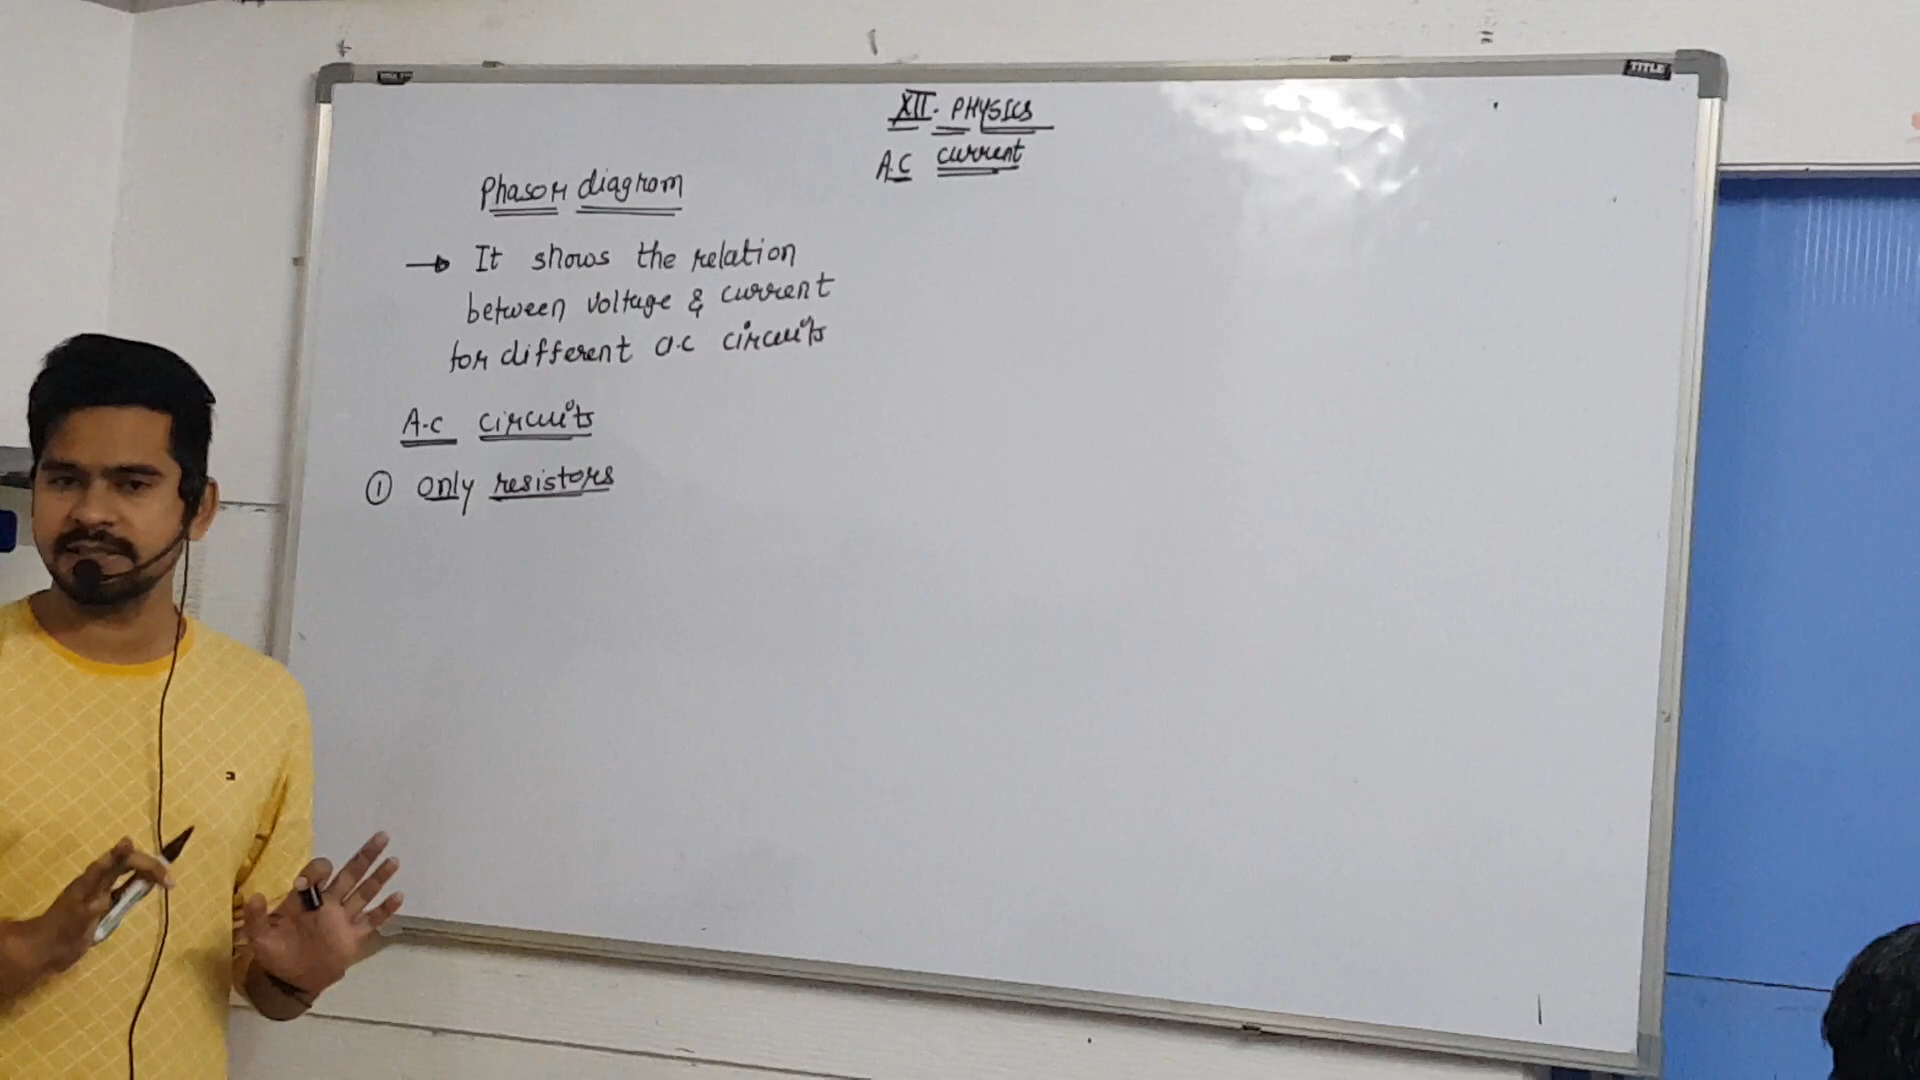 XII. PHYSICS
A.C current
Phasor diagram
→ It shows the relation
between voltage & current
for different a.c circuits
A.c circuits
① only resistors
TITLE